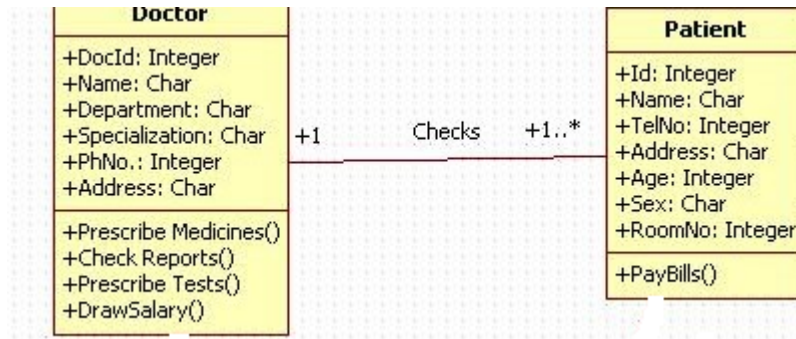 Doctor
+DocId: Integer
+Name: Char
+Department: Char
+Specialization: Char
+PhNo.: Integer
+Address: Char
+Prescribe Medicines()
+Check Reports()
+Prescribe Tests()
+DrawSalary()
+1 Checks +1..*
Patient
+Id: Integer
+Name: Char
+TelNo: Integer
+Address: Char
+Age: Integer
+Sex: Char
+RoomNo: Integer
+PayBills()